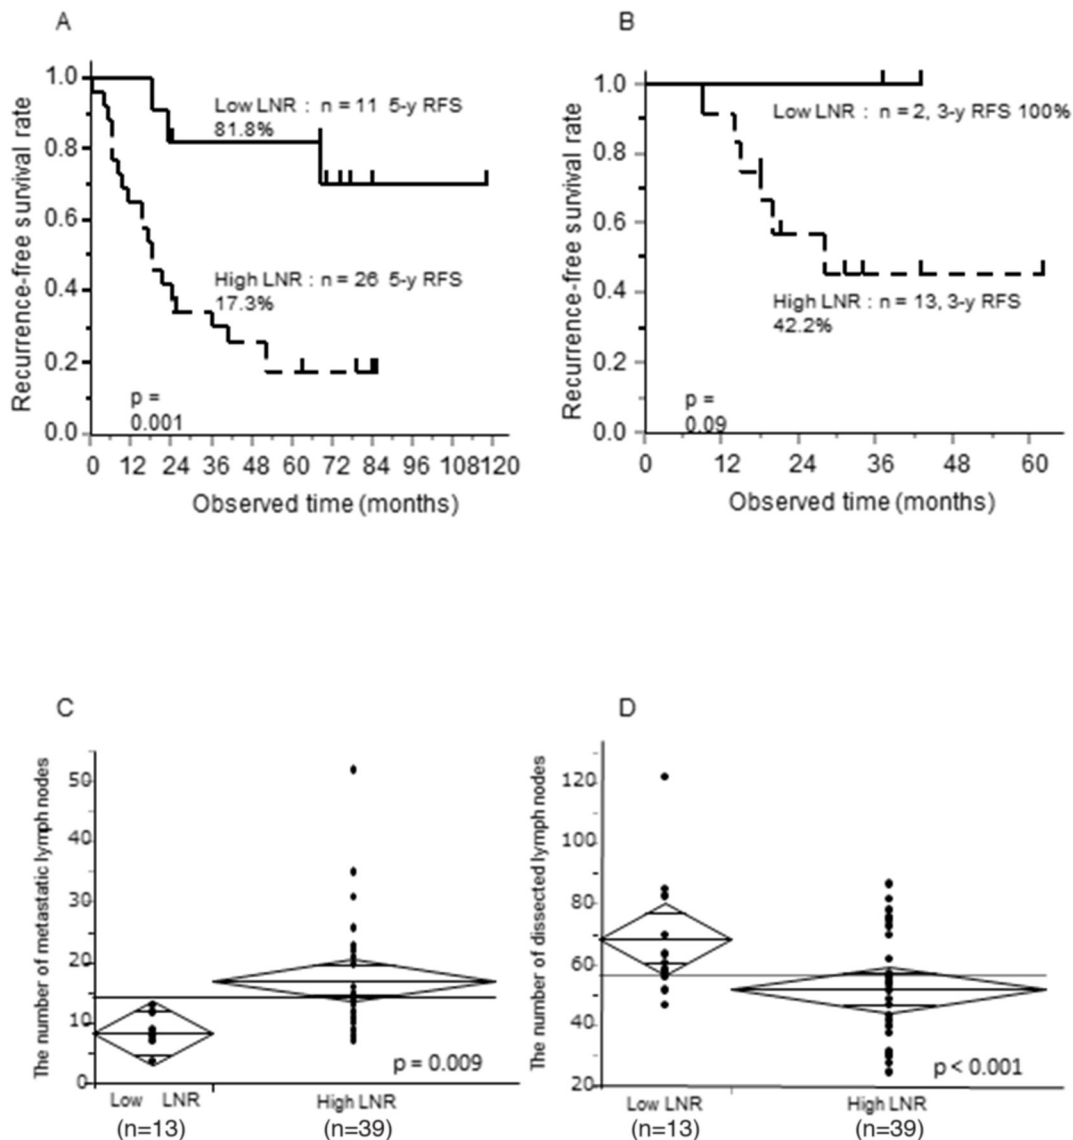 A
Recurrence-free survival rate
1.0
0.8
0.6
0.4
0.2
0.0
Low LNR : n = 11 5-y RFS
81.8%
High LNR : n = 26 5-y RFS
17.3%
p =
0.001
0 12 24 36 48 60 72 84 96 108 120
Observed time (months)
B
Recurrence-free survival rate
1.0
0.8
0.6
0.4
0.2
0.0
Low LNR : n = 2, 3-y RFS 100%
High LNR : n = 13, 3-y RFS
42.2%
p =
0.09
0 12 24 36 48 60
Observed time (months)
C
The number of metastatic lymph nodes
50
40
30
20
10
0
p = 0.009
Low LNR High LNR
(n=13) (n=39)
D
The number of dissected lymph nodes
120
100
80
60
40
20
p < 0.001
Low LNR High LNR
(n=13) (n=39)